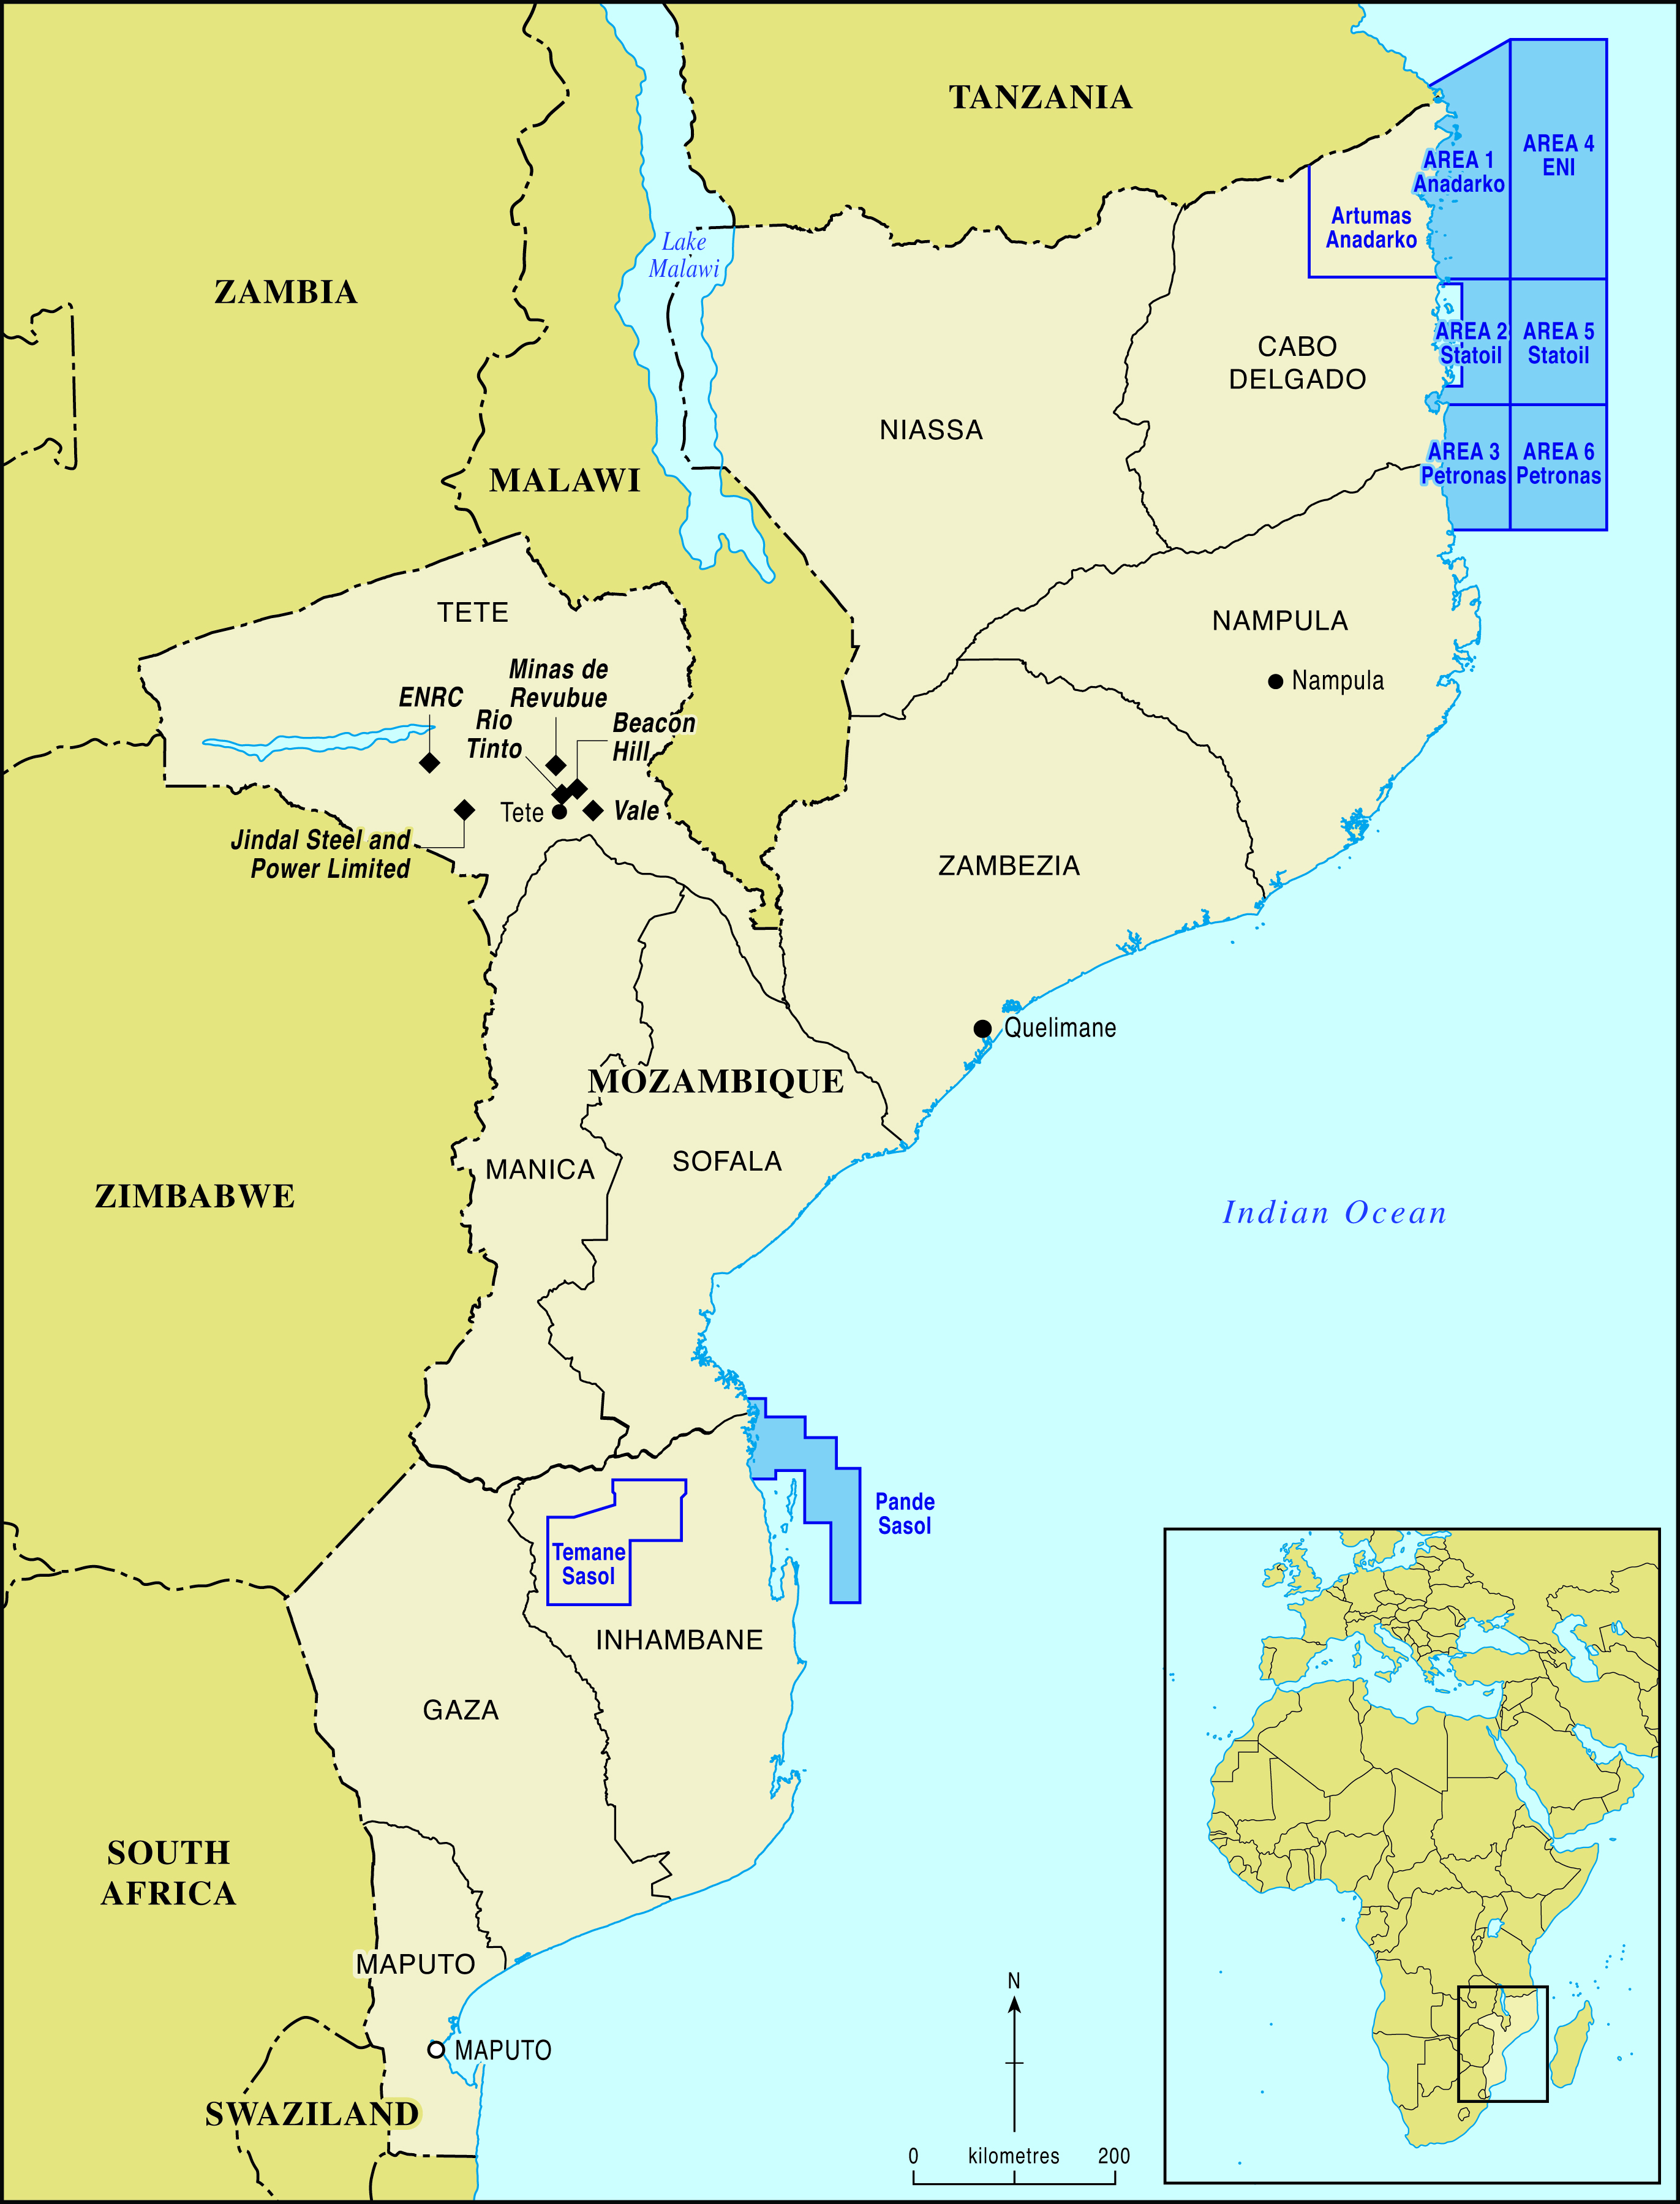 TANZANIA
AREA 4
ENI
AREA 1
Anadarko
Artumas
Anadarko
Lake
Malawi
ZAMBIA
AREA 2
Statoil
AREA 5
Statoil
CABO
DELGADO
NIASSA
AREA 3
Petronas
AREA 6
Petronas
MALAWI
TETE
NAMPULA
Nampula
Minas de
Revubue
ENRC
Rio
Tinto
Beacon
Hill
Tete
Vale
Jindal Steel and
Power Limited
ZAMBEZIA
Quelimane
MOZAMBIQUE
MANICA
SOFALA
ZIMBABWE
Indian Ocean
Pande
Sasol
Temane
Sasol
INHAMBANE
GAZA
SOUTH
AFRICA
MAPUTO
MAPUTO
SWAZILAND
N
0 kilometres 200